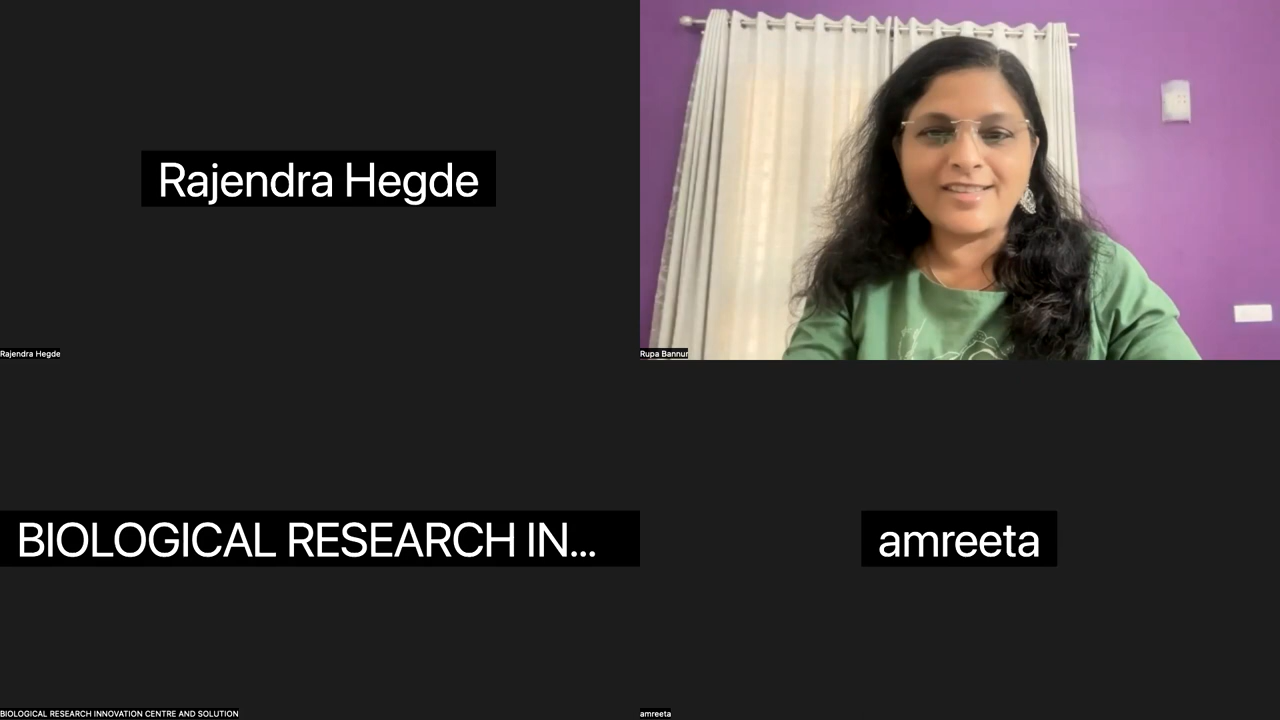 Rajendra Hegde
Rajendra Hegde
Rupa Bannur
BIOLOGICAL RESEARCH IN...
amreeta
BIOLOGICAL RESEARCH INNOVATION CENTRE AND SOLUTION
amreeta